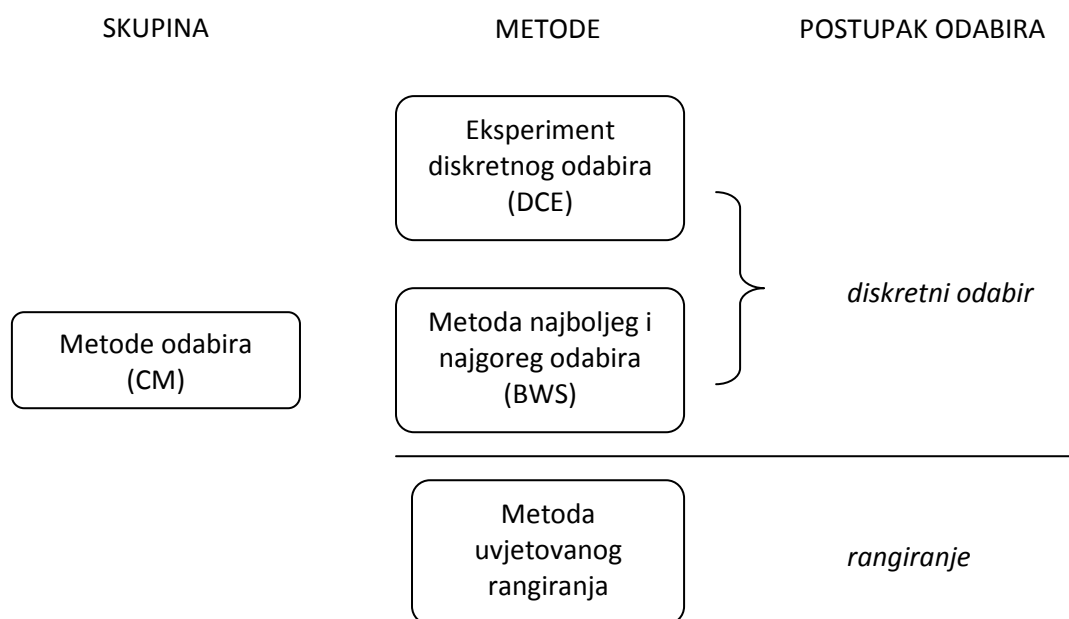 SKUPINA
METODE
POSTUPAK ODABIRA
Eksperiment
diskretnog odabira
(DCE)
diskretni odabir
Metode odabira
(CM)
Metoda najboljeg i
najgoreg odabira
(BWS)
Metoda
uvjetovanog
rangiranja
rangiranje